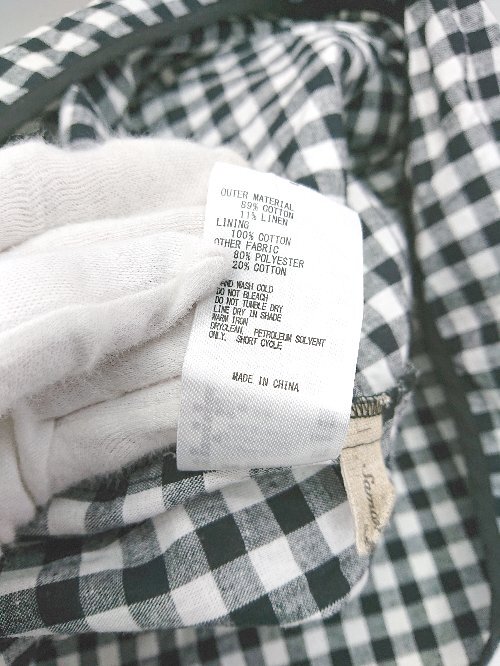 OUTER MATERIAL
89% COTTON
11% LINEN
LINING
100% COTTON
OTHER FABRIC
80% POLYESTER
20% COTTON
HAND WASH COLD
DO NOT BLEACH
DO NOT TUMBLE DRY
LINE DRY IN SHADE
WARM IRON
DRYCLEAN. PETROLEUM SOLVENT
ONLY. SHORT CYCLE.
MADE IN CHINA